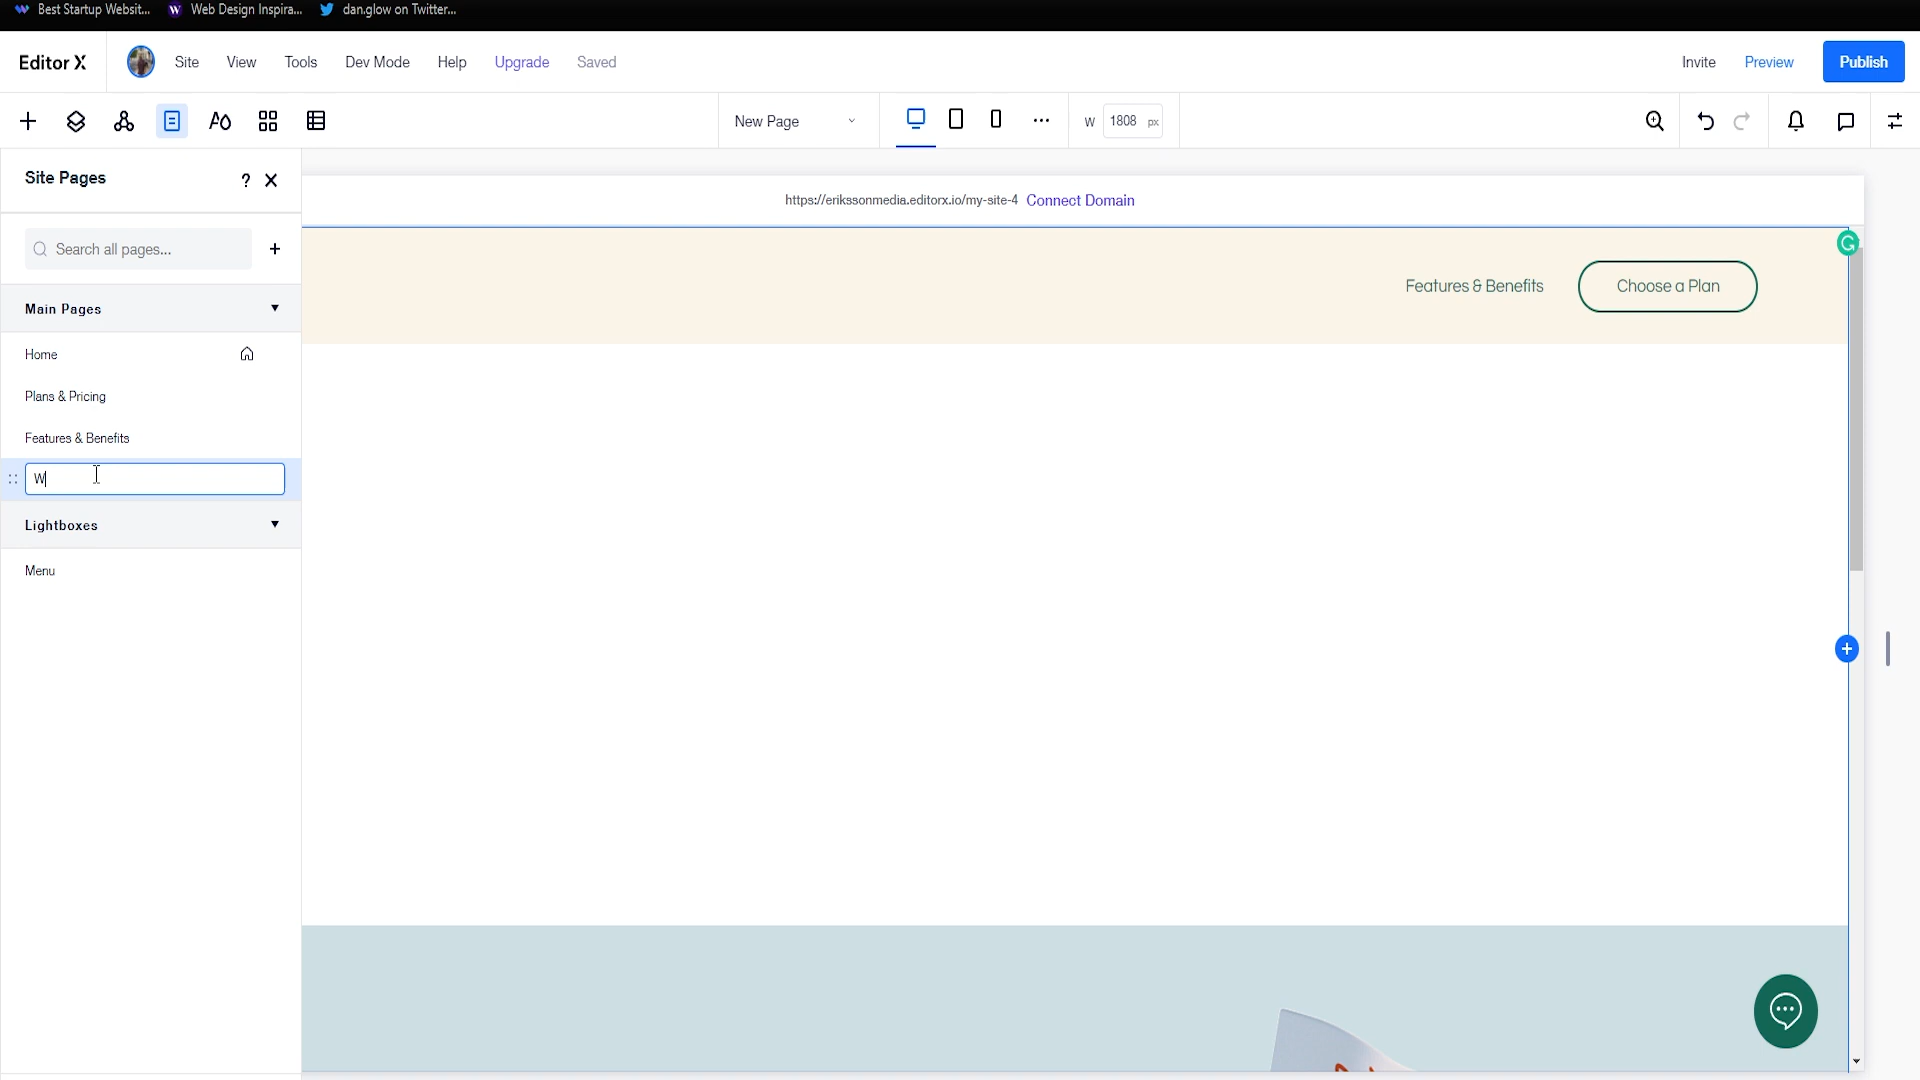 Best Startup Websit...
Web Design Inspira...
dan.glow on Twitter...
Editor X
Site
View
Tools
Dev Mode
Help
Upgrade
Saved
Invite
Preview
Publish
New Page
W
1808 px
Site Pages
?
Search all pages...
https://erikssonmedia.editorx.io/my-site-4 Connect Domain
Features & Benefits
Choose a Plan
Main Pages
Home
Plans & Pricing
Features & Benefits
W
Lightboxes
Menu